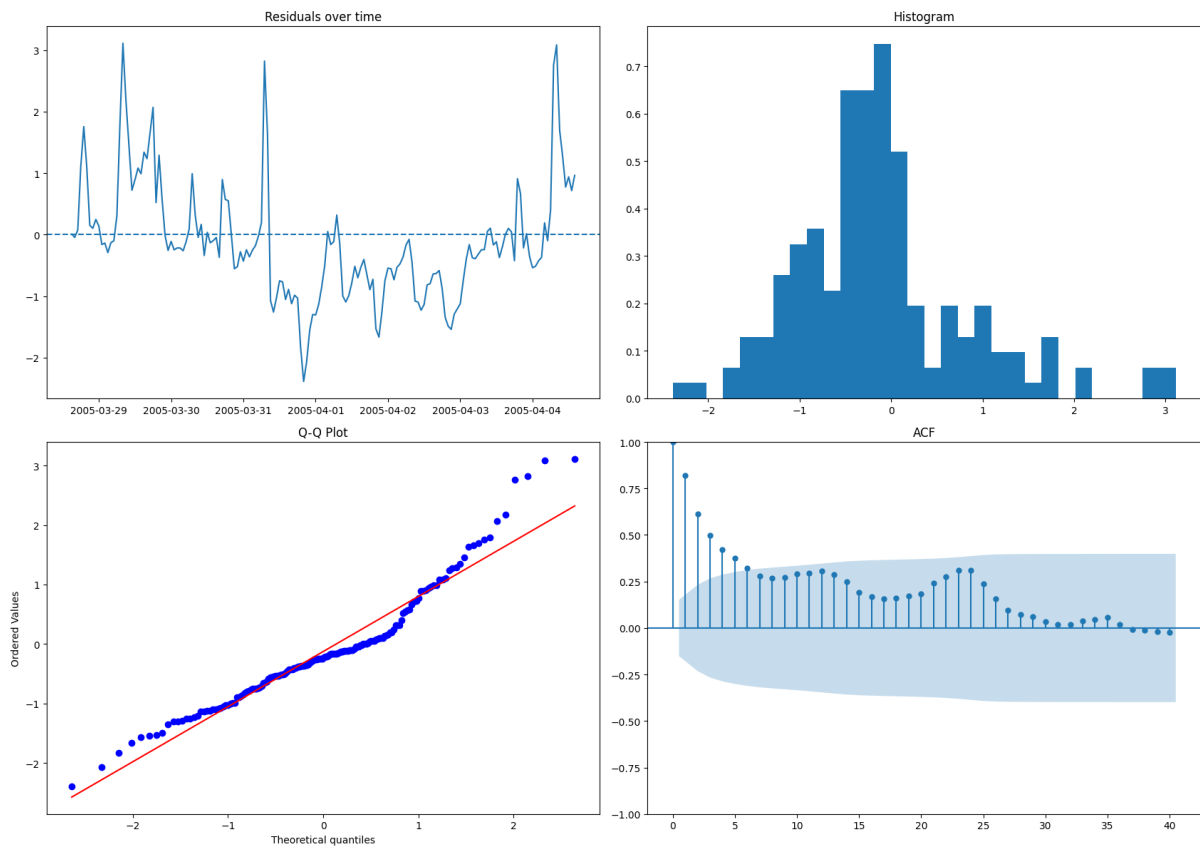 Residuals over time
3
2
1
0
−1
−2
2005-03-29 2005-03-30 2005-03-31 2005-04-01 2005-04-02 2005-04-03 2005-04-04
Histogram
0.7
0.6
0.5
0.4
0.3
0.2
0.1
0.0
−2 −1 0 1 2 3
Q-Q Plot
Ordered Values
3
2
1
0
−1
−2
−2 −1 0 1 2
Theoretical quantiles
ACF
1.00
0.75
0.50
0.25
0.00
−0.25
−0.50
−0.75
−1.00
0 5 10 15 20 25 30 35 40